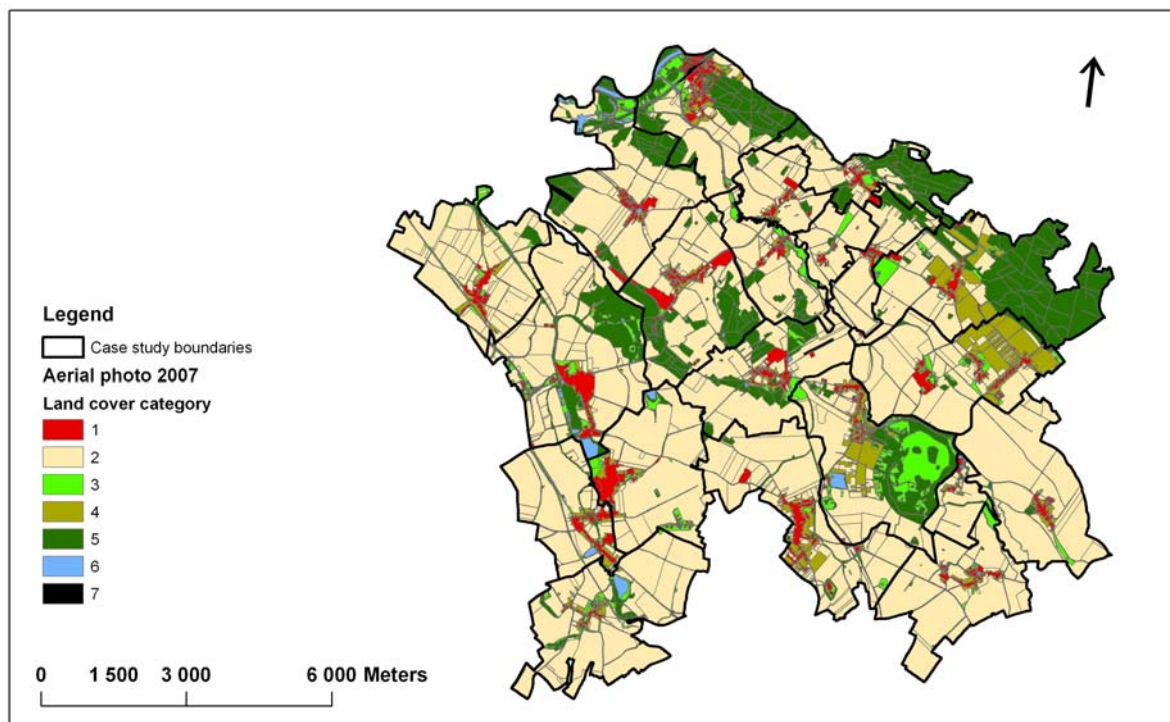 Legend
Case study boundaries
Aerial photo 2007
Land cover category
1
2
3
4
5
6
7
0 1 500 3 000 6 000 Meters